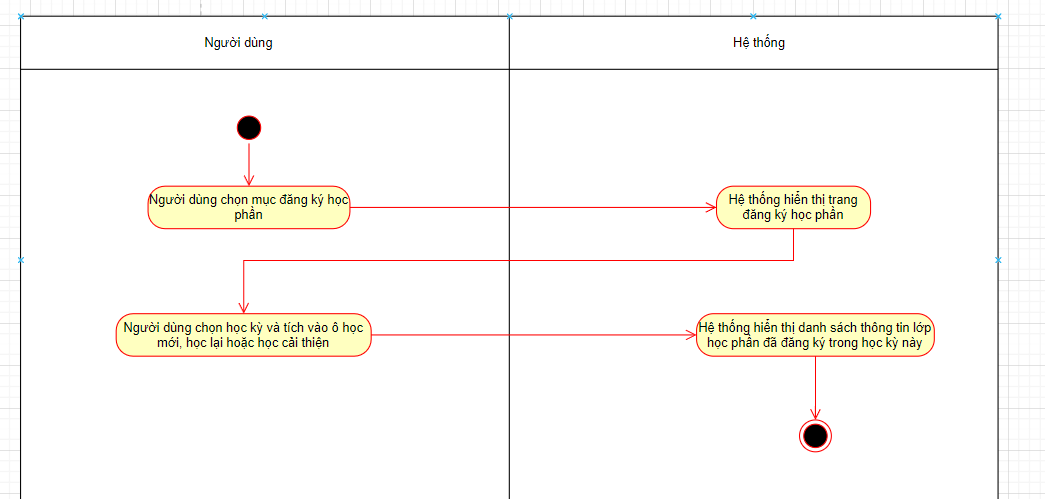 Người dùng
Hệ thống
Người dùng chọn mục đăng ký học
phần
Hệ thống hiển thị trang
đăng ký học phần
Người dùng chọn học kỳ và tích vào ô học
mới, học lại hoặc học cải thiện
Hệ thống hiển thị danh sách thông tin lớp
học phần đã đăng ký trong học kỳ này